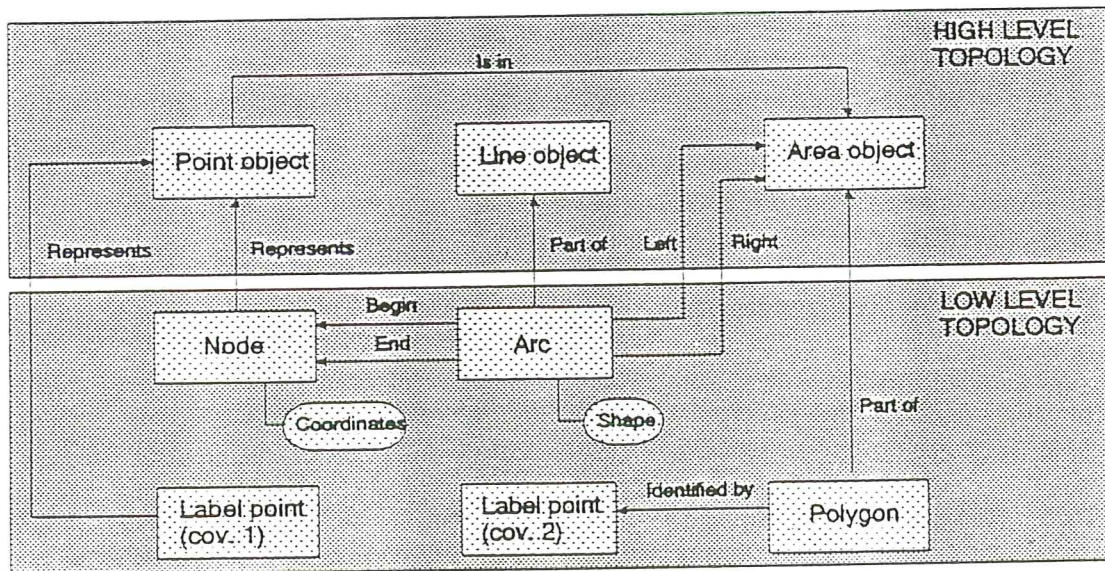 HIGH LEVEL
TOPOLOGY
Is in
Point object
Line object
Area object
Represents
Represents
Part of
Left
Right
LOW LEVEL
TOPOLOGY
Begin
Node
End
Arc
Coordinates
Shape
Part of
Identified by
Label point
(cov. 1)
Label point
(cov. 2)
Polygon